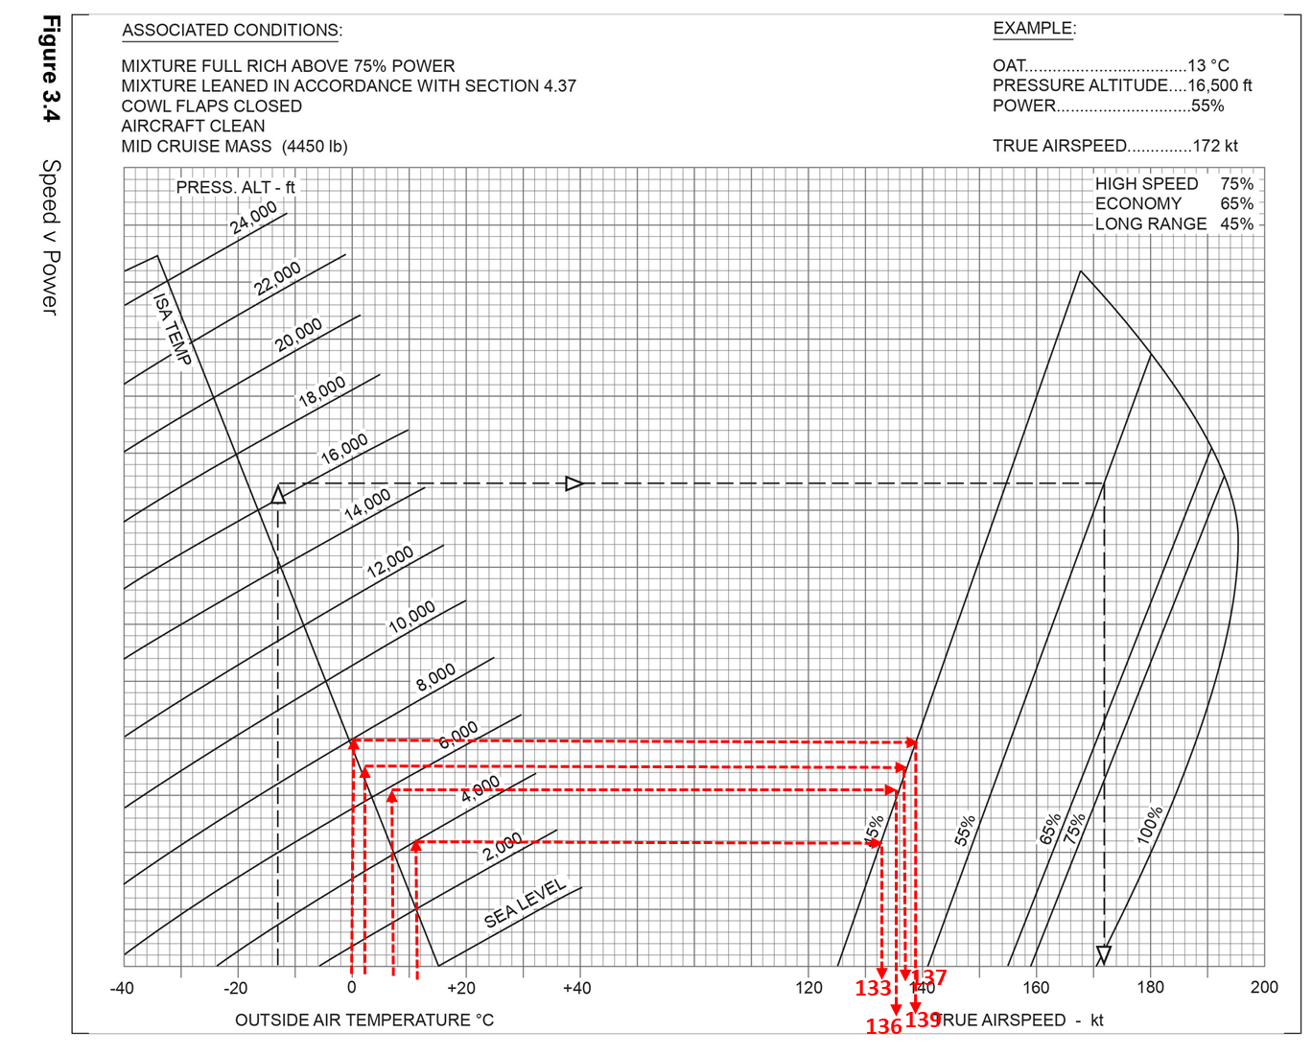 Figure 3.4 Speed v Power
ASSOCIATED CONDITIONS:
MIXTURE FULL RICH ABOVE 75% POWER
MIXTURE LEANED IN ACCORDANCE WITH SECTION 4.37
COWL FLAPS CLOSED
AIRCRAFT CLEAN
MID CRUISE MASS (4450 lb)
EXAMPLE:
OAT................................13 °C
PRESSURE ALTITUDE....16,500 ft
POWER............................55%
TRUE AIRSPEED..............172 kt
PRESS. ALT - ft
HIGH SPEED 75%
ECONOMY 65%
LONG RANGE 45%
24,000
22,000
ISA TEMP
20,000
18,000
16,000
14,000
12,000
10,000
8,000
6,000
4,000
2,000
SEA LEVEL
45%
55%
65%
75%
100%
-40 -20 0 +20 +40 120 140 160 180 200
133 137
136 139
OUTSIDE AIR TEMPERATURE °C
TRUE AIRSPEED - kt